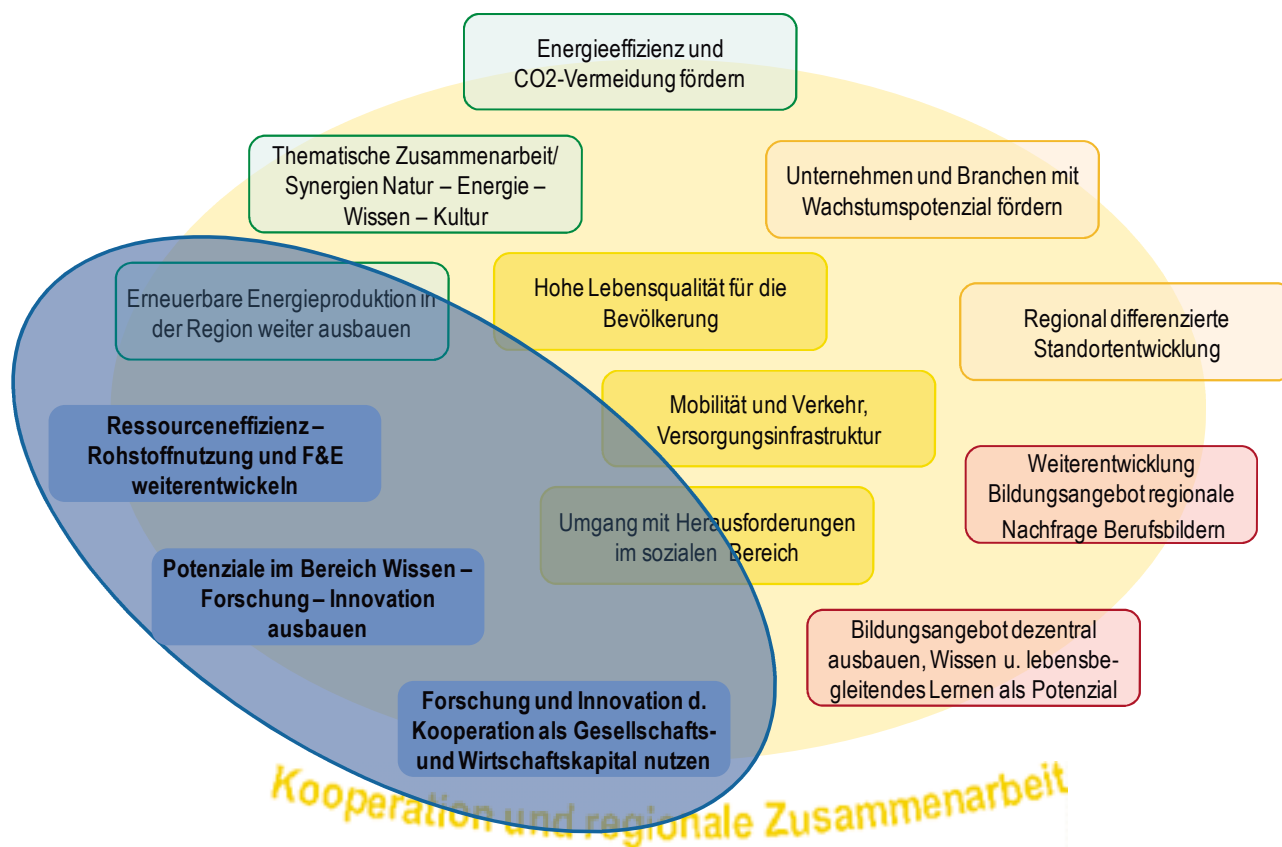 Energieeffizienz und
CO2-Vermeidung fördern
Thematische Zusammenarbeit/
Synergien Natur – Energie –
Wissen – Kultur
Unternehmen und Branchen mit
Wachstumspotenzial fördern
Erneuerbare Energieproduktion in
der Region weiter ausbauen
Hohe Lebensqualität für die
Bevölkerung
Regional differenzierte
Standortentwicklung
Ressourceneffizienz –
Rohstoffnutzung und F&E
weiterentwickeln
Mobilität und Verkehr,
Versorgungsinfrastruktur
Weiterentwicklung
Bildungsangebot regionale
Nachfrage Berufsbildern
Umgang mit Herausforderungen
im sozialen Bereich
Potenziale im Bereich Wissen –
Forschung – Innovation
ausbauen
Bildungsangebot dezentral
ausbauen, Wissen u. lebensbe-
gleitendes Lernen als Potenzial
Forschung und Innovation d.
Kooperation als Gesellschafts-
und Wirtschaftskapital nutzen
Kooperation und regionale Zusammenarbeit